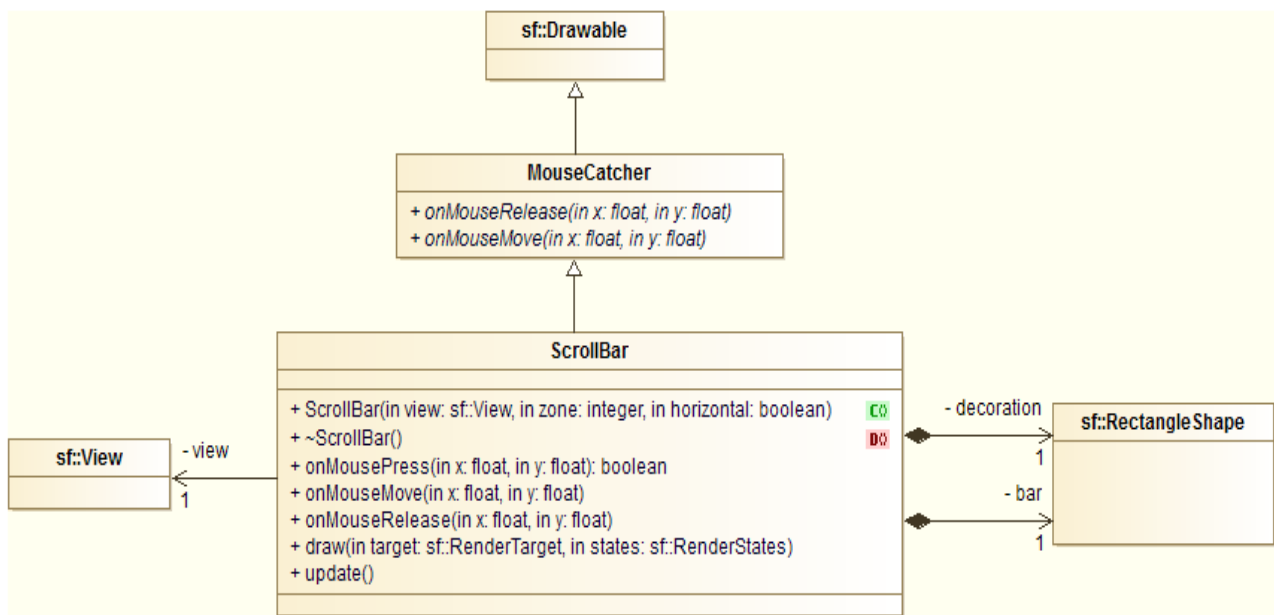 sf::Drawable
MouseCatcher
+ onMouseRelease(in x: float, in y: float)
+ onMouseMove(in x: float, in y: float)
ScrollBar
+ ScrollBar(in view: sf::View, in zone: integer, in horizontal: boolean) C()
+ ~ScrollBar() D()
+ onMousePress(in x: float, in y: float): boolean
+ onMouseMove(in x: float, in y: float)
+ onMouseRelease(in x: float, in y: float)
+ draw(in target: sf::RenderTarget, in states: sf::RenderStates)
+ update()
sf::View
- view
1
- decoration
1
- bar
1
sf::RectangleShape